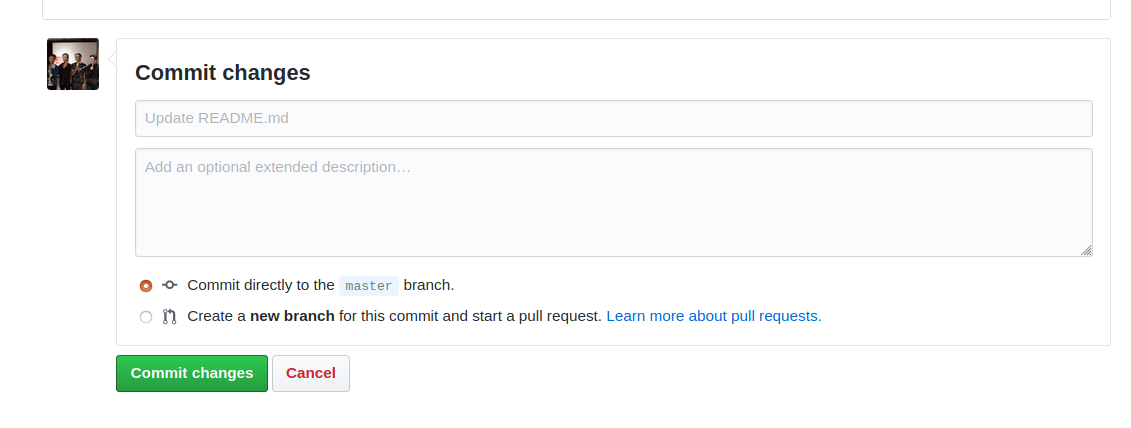 Commit changes
Update README.md
Add an optional extended description…
Commit directly to the master branch.
Create a new branch for this commit and start a pull request. Learn more about pull requests.
Commit changes Cancel